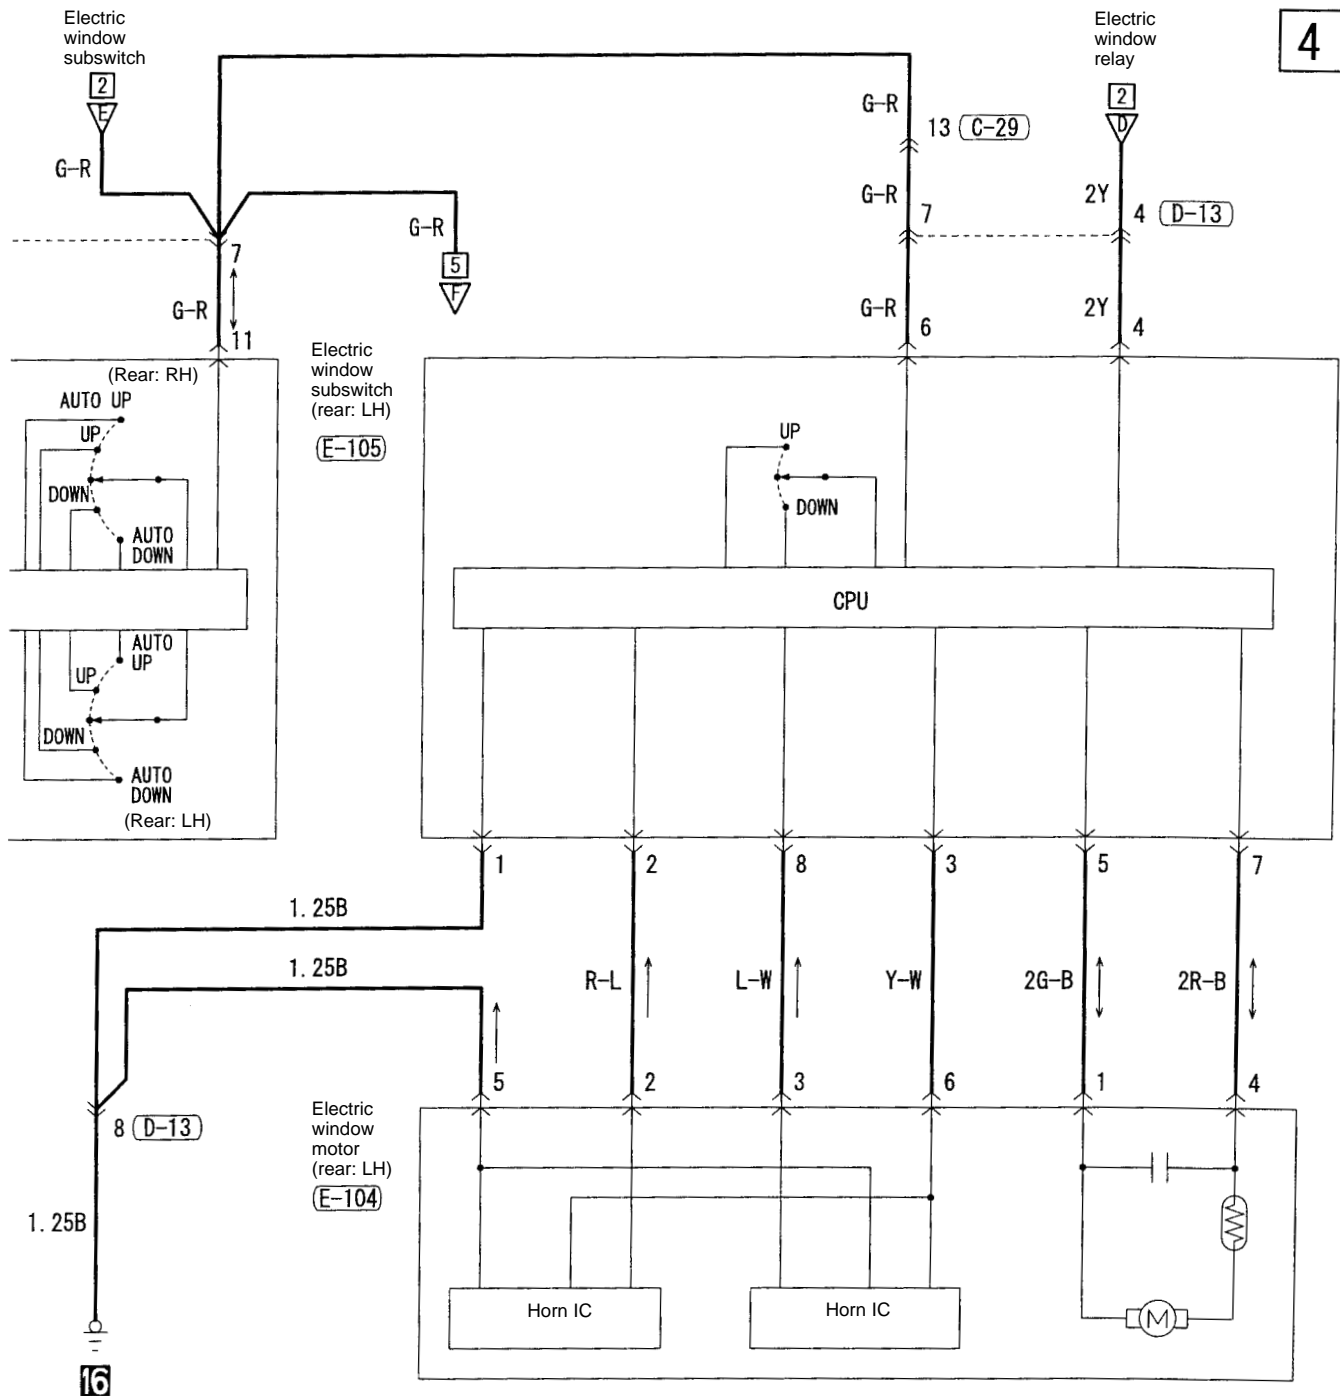 Electric
window
subswitch
Electric
window
relay
4
2
E
2
D
G-R
13 C-29
G-R
G-R
G-R
7
2Y
4 D-13
7
5
F
G-R
11
G-R
6
2Y
4
Electric
window
subswitch
(rear: LH)
E-105
(Rear: RH)
AUTO UP
UP
DOWN
AUTO
DOWN
UP
DOWN
CPU
AUTO
UP
UP
DOWN
AUTO
DOWN
(Rear: LH)
1
2
8
3
5
7
1.25B
1.25B
R-L
L-W
Y-W
2G-B
2R-B
5
2
3
6
1
4
8 D-13
Electric
window
motor
(rear: LH)
E-104
1.25B
Horn IC
Horn IC
M
16